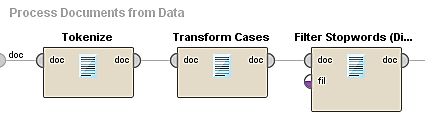 Process Documents from Data
Tokenize
Transform Cases
Filter Stopwords (Di...
doc
doc
doc
doc
doc
doc
doc
fil